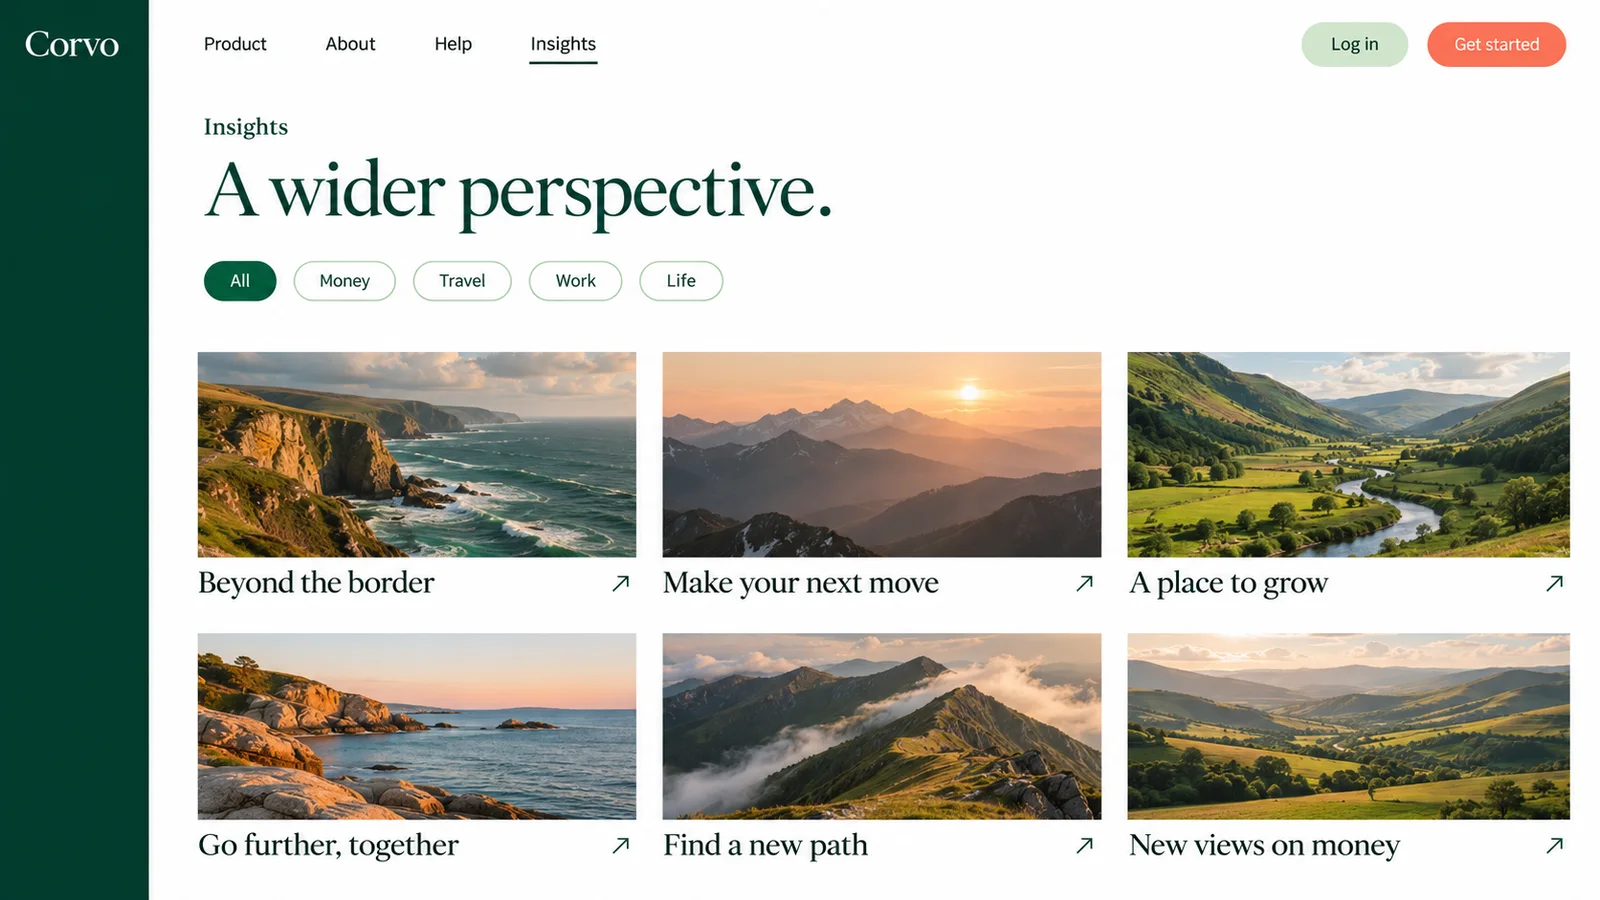 Corvo
Product About Help Insights
Log in Get started
Insights
A wider perspective.
All Money Travel Work Life
Beyond the border
Make your next move
A place to grow
Go further, together
Find a new path
New views on money